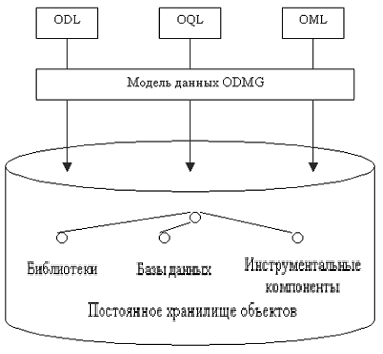 ODL OQL OML
Модель данных ODMG
Библиотеки Базы данных Инструментальные
компоненты
Постоянное хранилище объектов